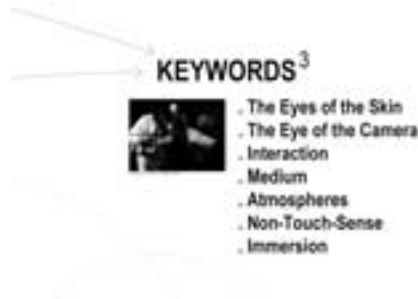 KEYWORDS3
. The Eyes of the Skin
. The Eye of the Camera
. Interaction
. Medium
. Atmospheres
. Non-Touch-Sense
. Immersion